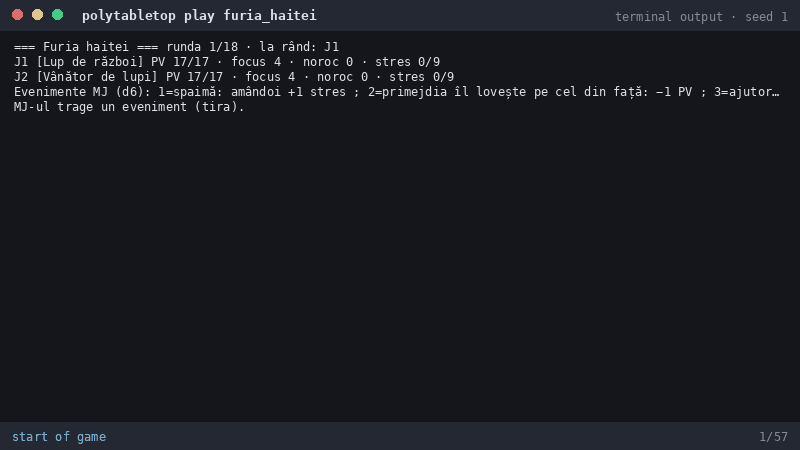 polytabletop play furia_haitei
terminal output · seed 1
=== Furia haitei === runda 1/18 · la rând: J1
J1 [Lup de război] PV 17/17 · focus 4 · noroc 0 · stres 0/9
J2 [Vânător de lupi] PV 17/17 · focus 4 · noroc 0 · stres 0/9
Evenimente MJ (d6): 1=spaimă: amândoi +1 stres ; 2=primejdia îl lovește pe cel din față: −1 PV ; 3=ajutor…
MJ-ul trage un eveniment (tira).
start of game
1/57